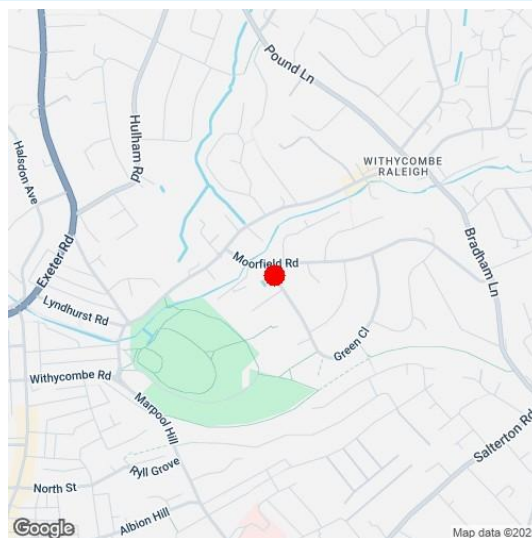 Pound Ln
Hulham Rd
Halsdon Ave
WITHYCOMBE
RALEIGH
Exeter Rd
Moorfield Rd
Bradham Ln
Lyndhurst Rd
Green Cl
Withycombe Rd
Marpool Hill
Salterton Rd
Ryll Grove
North St
Albion Hill
Google
Map data ©202